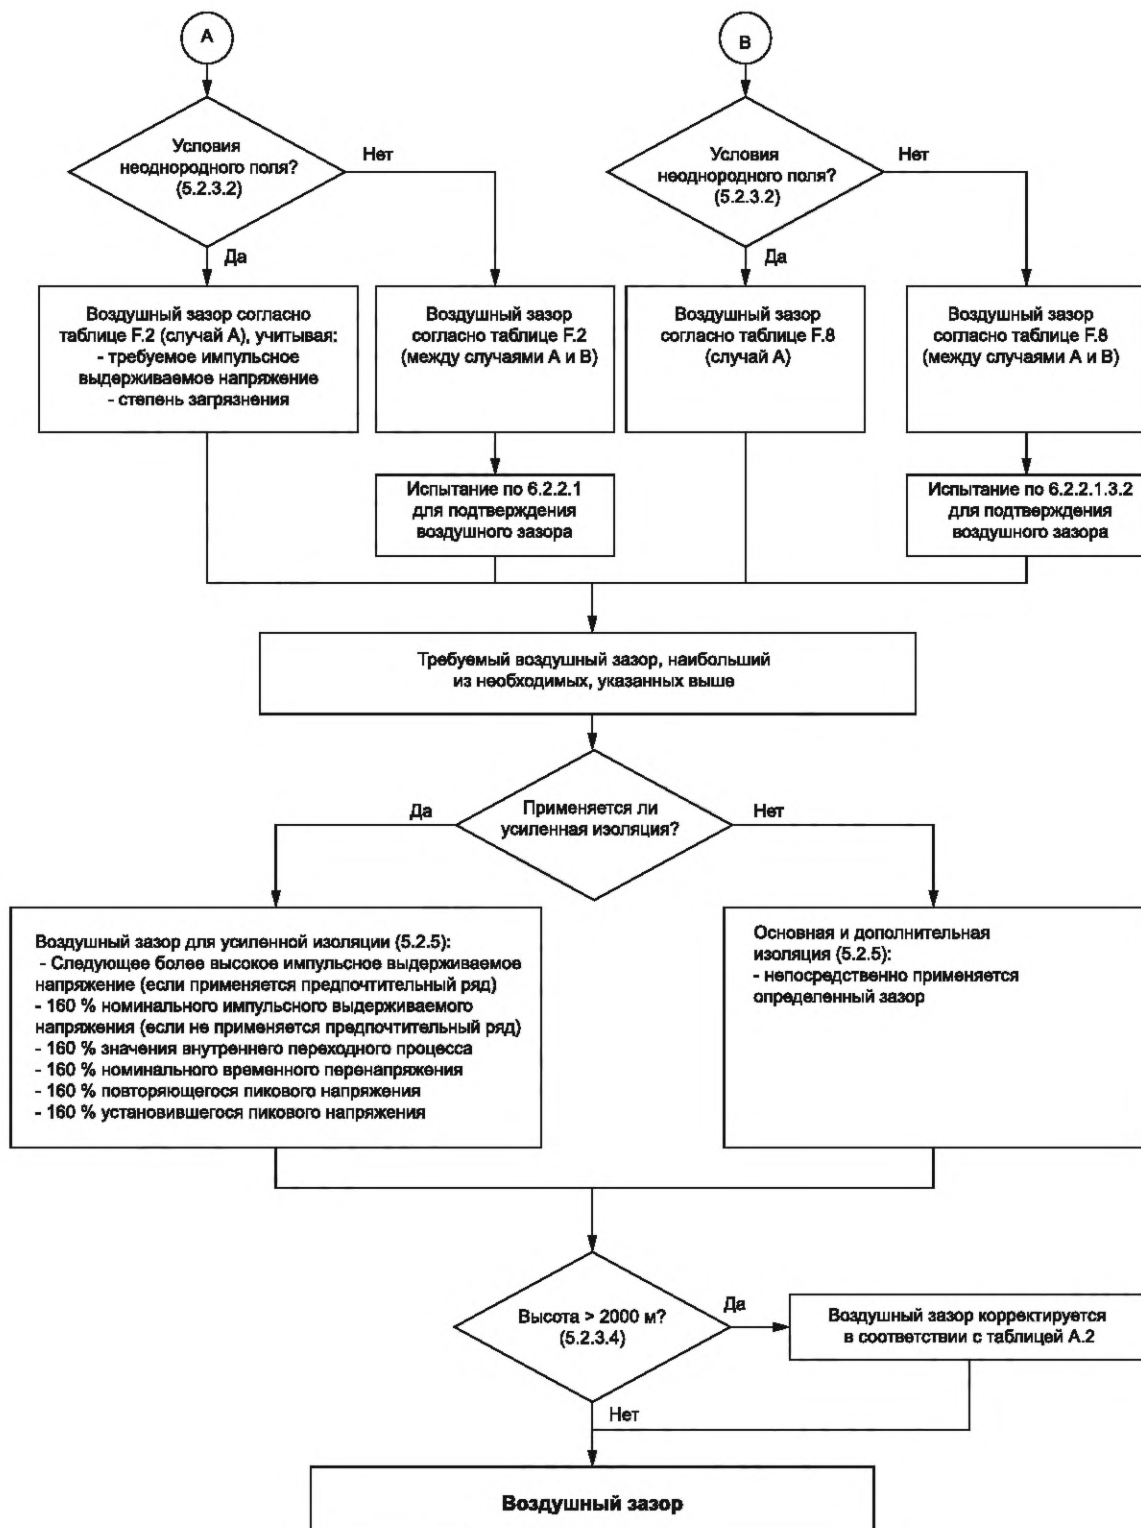 A
B
Условия
неоднородного поля?
(5.2.3.2)
Нет
Да
Условия
неоднородного поля?
(5.2.3.2)
Нет
Да
Воздушный зазор согласно
таблице F.2 (случай А), учитывая:
- требуемое импульсное
выдерживаемое напряжение
- степень загрязнения
Воздушный зазор
согласно таблице F.2
(между случаями А и В)
Воздушный зазор
согласно таблице F.8
(случай А)
Воздушный зазор
согласно таблице F.8
(между случаями А и В)
Испытание по 6.2.2.1
для подтверждения
воздушного зазора
Испытание по 6.2.2.1.3.2
для подтверждения
воздушного зазора
Требуемый воздушный зазор, наибольший
из необходимых, указанных выше
Да
Применяется ли
усиленная изоляция?
Нет
Воздушный зазор для усиленной изоляции (5.2.5):
- Следующее более высокое импульсное выдерживаемое
напряжение (если применяется предпочтительный ряд)
- 160 % номинального импульсного выдерживаемого
напряжения (если не применяется предпочтительный ряд)
- 160 % значения внутреннего переходного процесса
- 160 % номинального временного перенапряжения
- 160 % повторяющегося пикового напряжения
- 160 % установившегося пикового напряжения
Основная и дополнительная
изоляция (5.2.5):
- непосредственно применяется
определенный зазор
Высота > 2000 м?
(5.2.3.4)
Да
Воздушный зазор корректируется
в соответствии с таблицей А.2
Нет
Воздушный зазор